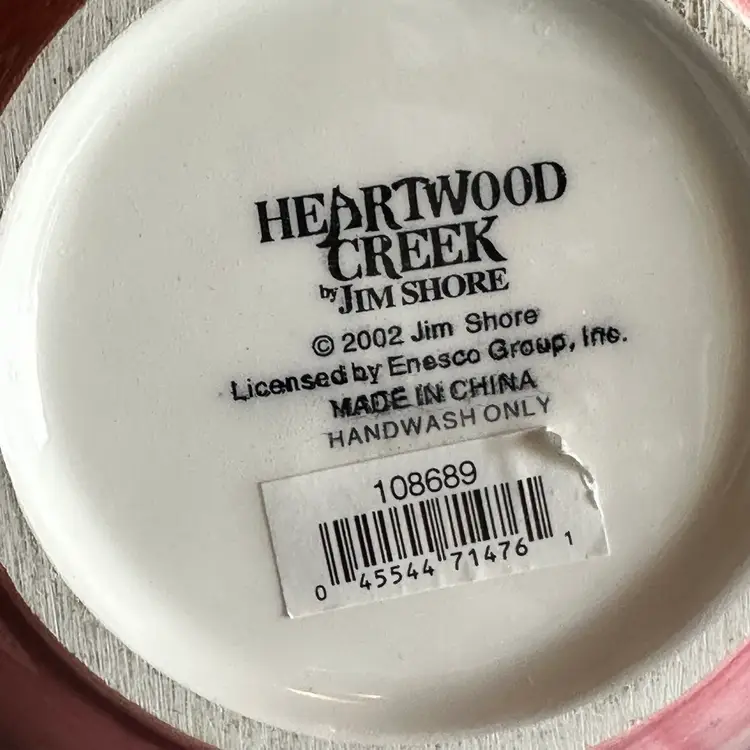 HEARTWOOD
CREEK
by JIM SHORE
© 2002 Jim Shore
Licensed by Enesco Group, Inc.
MADE IN CHINA
HANDWASH ONLY
108689
0 45544 71476 1